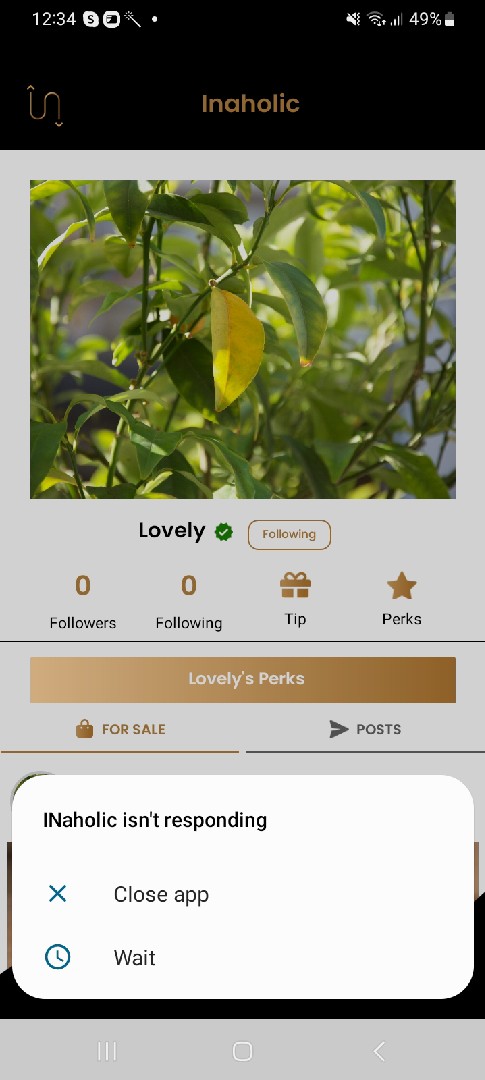 12:34
49%
Inaholic
Lovely
Following
0
0
Followers
Following
Tip
Perks
Lovely's Perks
FOR SALE
POSTS
INaholic isn't responding
Close app
Wait